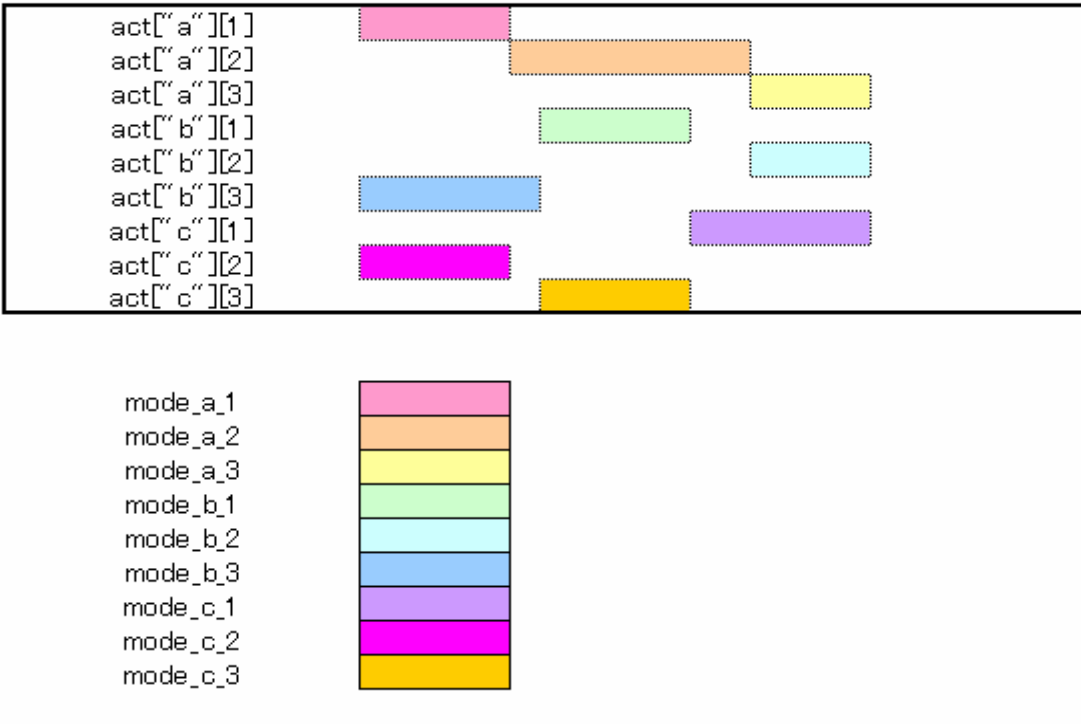 act["a"][1]
act["a"][2]
act["a"][3]
act["b"][1]
act["b"][2]
act["b"][3]
act["c"][1]
act["c"][2]
act["c"][3]
mode_a_1
mode_a_2
mode_a_3
mode_b_1
mode_b_2
mode_b_3
mode_c_1
mode_c_2
mode_c_3